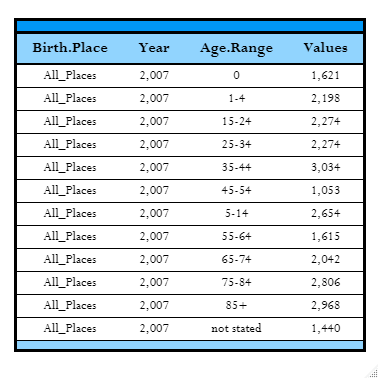 Birth.Place Year Age.Range Values
All_Places 2,007 0 1,621
All_Places 2,007 1-4 2,198
All_Places 2,007 15-24 2,274
All_Places 2,007 25-34 2,274
All_Places 2,007 35-44 3,034
All_Places 2,007 45-54 1,053
All_Places 2,007 5-14 2,654
All_Places 2,007 55-64 1,615
All_Places 2,007 65-74 2,042
All_Places 2,007 75-84 2,806
All_Places 2,007 85+ 2,968
All_Places 2,007 not stated 1,440